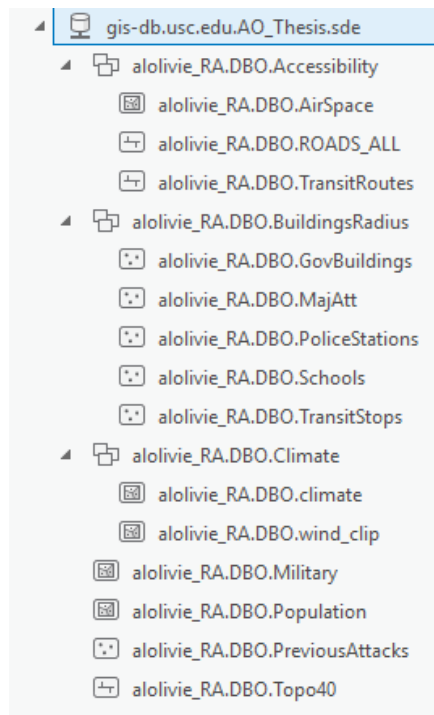 gis-db.usc.edu.AO_Thesis.sde
alolivie_RA.DBO.Accessibility
alolivie_RA.DBO.AirSpace
alolivie_RA.DBO.ROADS_ALL
alolivie_RA.DBO.TransitRoutes
alolivie_RA.DBO.BuildingsRadius
alolivie_RA.DBO.GovBuildings
alolivie_RA.DBO.MajAtt
alolivie_RA.DBO.PoliceStations
alolivie_RA.DBO.Schools
alolivie_RA.DBO.TransitStops
alolivie_RA.DBO.Climate
alolivie_RA.DBO.climate
alolivie_RA.DBO.wind_clip
alolivie_RA.DBO.Military
alolivie_RA.DBO.Population
alolivie_RA.DBO.PreviousAttacks
alolivie_RA.DBO.Topo40